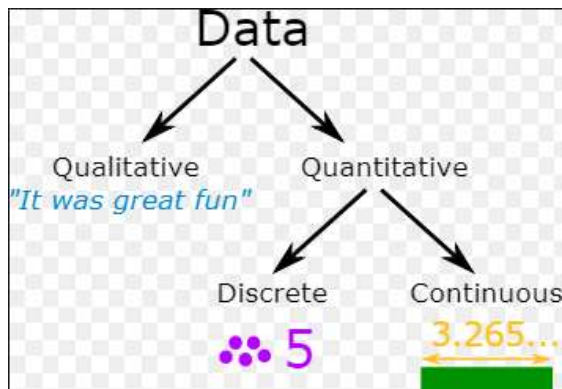 Data
Qualitative Quantitative
"It was great fun"
Discrete Continuous
5 3.265...